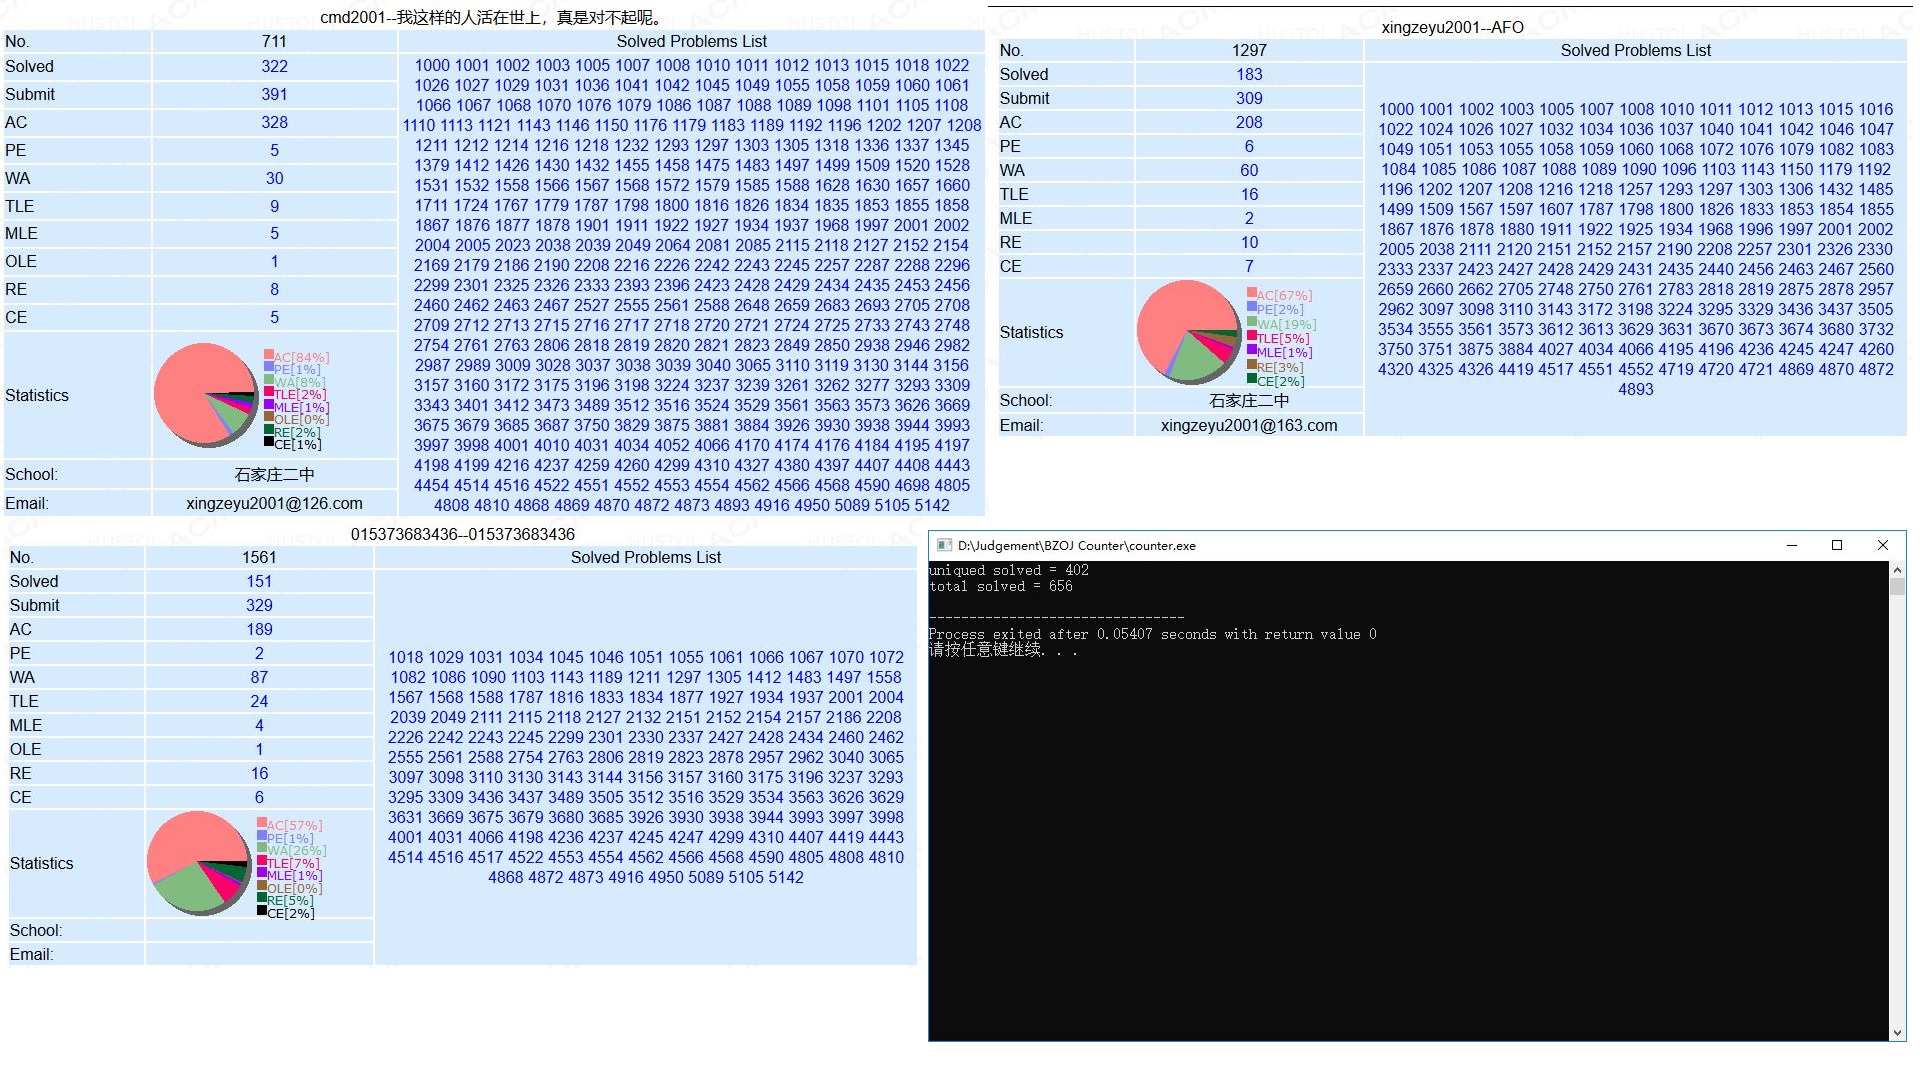 cmd2001--我这样的人活在世上，真是对不起呢。
No. 711 Solved Problems List
Solved 322
Submit 391
AC 328
PE 5
WA 30
TLE 9
MLE 5
OLE 1
RE 8
CE 5
Statistics
AC[84%]
PE[1%]
WA[8%]
TLE[2%]
MLE[1%]
OLE[0%]
RE[2%]
CE[1%]
School: 石家庄二中
Email: xingzeyu2001@126.com
1000 1001 1002 1003 1005 1007 1008 1010 1011 1012 1013 1015 1018 1022
1026 1027 1029 1031 1036 1041 1042 1045 1049 1055 1058 1059 1060 1061
1066 1067 1068 1070 1076 1079 1086 1087 1088 1089 1098 1101 1105 1108
1110 1113 1121 1143 1146 1150 1176 1179 1183 1189 1192 1196 1202 1207 1208
1211 1212 1214 1216 1218 1232 1293 1297 1303 1305 1318 1336 1337 1345
1379 1412 1426 1430 1432 1455 1458 1475 1483 1497 1499 1509 1520 1528
1531 1532 1558 1566 1567 1568 1572 1579 1585 1588 1628 1630 1657 1660
1711 1724 1767 1779 1787 1798 1800 1816 1826 1834 1835 1853 1855 1858
1867 1876 1877 1878 1901 1911 1922 1927 1934 1937 1968 1997 2001 2002
2004 2005 2023 2038 2039 2049 2064 2081 2085 2115 2118 2127 2152 2154
2169 2179 2186 2190 2208 2216 2226 2242 2243 2245 2257 2287 2288 2296
2299 2301 2325 2326 2333 2393 2396 2423 2428 2429 2434 2435 2453 2456
2460 2462 2463 2467 2527 2555 2561 2588 2648 2659 2683 2693 2705 2708
2709 2712 2713 2715 2716 2717 2718 2720 2721 2724 2725 2733 2743 2748
2754 2761 2763 2806 2818 2819 2820 2821 2823 2849 2850 2938 2946 2982
2987 2989 3009 3028 3037 3038 3039 3040 3065 3110 3119 3130 3144 3156
3157 3160 3172 3175 3196 3198 3224 3237 3239 3261 3262 3277 3293 3309
3343 3401 3412 3473 3489 3512 3516 3524 3529 3561 3563 3573 3626 3669
3675 3679 3685 3687 3750 3829 3875 3881 3884 3926 3930 3938 3944 3993
3997 3998 4001 4010 4031 4034 4052 4066 4170 4174 4176 4184 4195 4197
4198 4199 4216 4237 4259 4260 4299 4310 4327 4380 4397 4407 4408 4443
4454 4514 4516 4522 4551 4552 4553 4554 4562 4566 4568 4590 4698 4805
4808 4810 4868 4869 4870 4872 4873 4893 4916 4950 5089 5105 5142
xingzeyu2001--AFO
No. 1297 Solved Problems List
Solved 183
Submit 309
AC 208
PE 6
WA 60
TLE 16
MLE 2
RE 10
CE 7
Statistics
AC[67%]
PE[2%]
WA[19%]
TLE[5%]
MLE[1%]
RE[3%]
CE[2%]
School: 石家庄二中
Email: xingzeyu2001@163.com
1000 1001 1002 1003 1005 1007 1008 1010 1011 1012 1013 1015 1016
1022 1024 1026 1027 1032 1034 1036 1037 1040 1041 1042 1046 1047
1049 1051 1053 1055 1058 1059 1060 1068 1072 1076 1079 1082 1083
1084 1085 1086 1087 1088 1089 1090 1096 1103 1143 1150 1179 1192
1196 1202 1207 1208 1216 1218 1257 1293 1297 1303 1306 1432 1485
1499 1509 1567 1597 1607 1787 1798 1800 1826 1833 1853 1854 1855
1867 1876 1878 1880 1911 1922 1925 1934 1968 1996 1997 2001 2002
2005 2038 2111 2120 2151 2152 2157 2190 2208 2257 2301 2326 2330
2333 2337 2423 2427 2428 2429 2431 2435 2440 2456 2463 2467 2560
2659 2660 2662 2705 2748 2750 2761 2783 2818 2819 2875 2878 2957
2962 3097 3098 3110 3143 3172 3198 3224 3295 3329 3436 3437 3505
3534 3555 3561 3573 3612 3613 3629 3631 3670 3673 3674 3680 3732
3750 3751 3875 3884 4027 4034 4066 4195 4196 4236 4245 4247 4260
4320 4325 4326 4419 4517 4551 4552 4719 4720 4721 4869 4870 4872
4893
015373683436--015373683436
No. 1561 Solved Problems List
Solved 151
Submit 329
AC 189
PE 2
WA 87
TLE 24
MLE 4
OLE 1
RE 16
CE 6
Statistics
AC[57%]
PE[1%]
WA[26%]
TLE[7%]
MLE[1%]
OLE[0%]
RE[5%]
CE[2%]
School:
Email:
1018 1029 1031 1034 1045 1046 1051 1055 1061 1066 1067 1070 1072
1082 1086 1090 1103 1143 1189 1211 1297 1305 1412 1483 1497 1558
1567 1568 1588 1787 1816 1833 1834 1877 1927 1934 1937 2001 2004
2039 2049 2111 2115 2118 2127 2132 2151 2152 2154 2157 2186 2208
2226 2242 2243 2245 2299 2301 2330 2337 2427 2428 2434 2460 2462
2555 2561 2588 2754 2763 2806 2819 2823 2878 2957 2962 3040 3065
3097 3098 3110 3130 3143 3144 3156 3157 3160 3175 3196 3237 3293
3295 3309 3436 3437 3489 3505 3512 3516 3529 3534 3563 3626 3629
3631 3669 3675 3679 3680 3685 3926 3930 3938 3944 3993 3997 3998
4001 4031 4066 4198 4236 4237 4245 4247 4299 4310 4407 4419 4443
4514 4516 4517 4522 4553 4554 4562 4566 4568 4590 4805 4808 4810
4868 4872 4873 4916 4950 5089 5105 5142
D:\Judgement\BZOJ Counter\counter.exe
uniqued solved = 402
total solved = 656
--------------------------------
Process exited after 0.05407 seconds with return value 0
请按任意键继续. . .